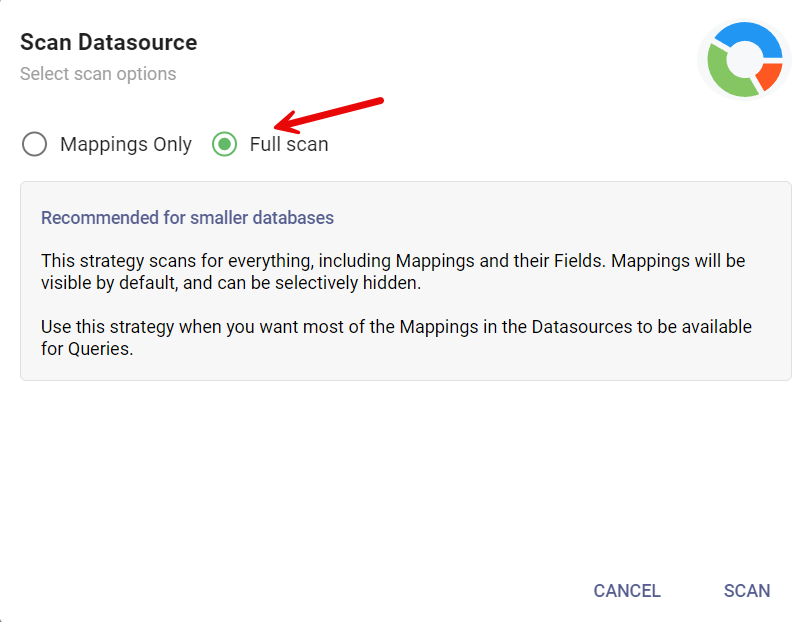 Scan Datasource
Select scan options
Mappings Only Full scan
Recommended for smaller databases
This strategy scans for everything, including Mappings and their Fields. Mappings will be
visible by default, and can be selectively hidden.
Use this strategy when you want most of the Mappings in the Datasources to be available
for Queries.
CANCEL SCAN